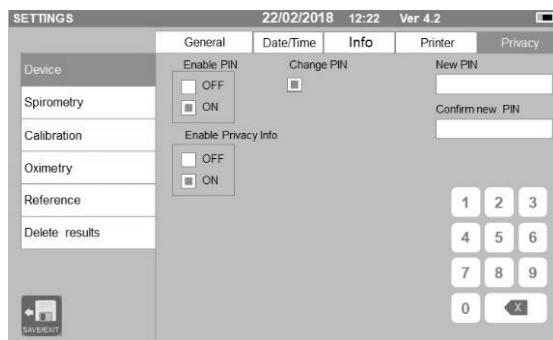 SETTINGS 22/02/2018 12:22 Ver 4.2
General Date/Time Info Printer Privacy
Device
Spirometry
Calibration
Oximetry
Reference
Delete results
SAVE/EXIT
Enable PIN
OFF
ON
Change PIN
Enable Privacy Info
OFF
ON
New PIN
Confirm new PIN
1 2 3
4 5 6
7 8 9
0 X